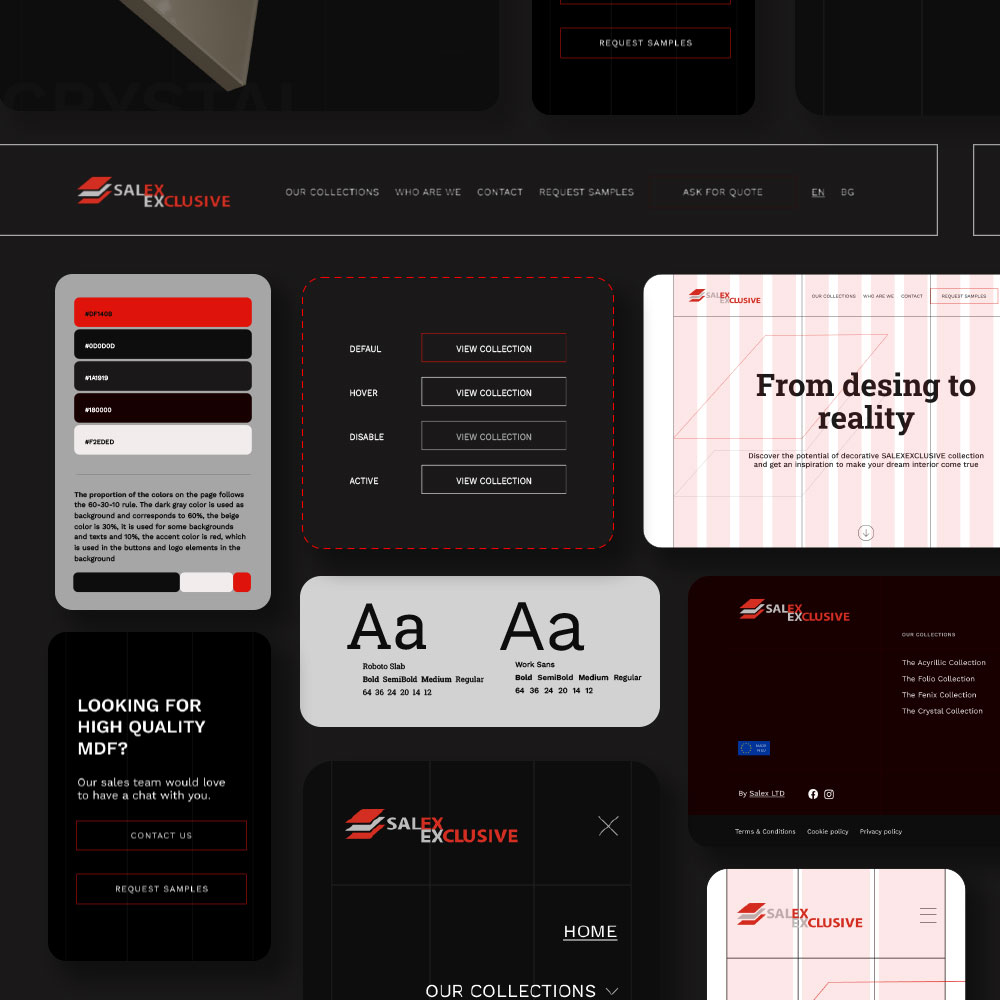 REQUEST SAMPLES
CRYSTAL
SALEX
EXCLUSIVE
OUR COLLECTIONS
WHO ARE WE
CONTACT
REQUEST SAMPLES
ASK FOR QUOTE
EN
BG
#DF1409
#0D0D0D
#1A1919
#180000
#F2EDED
The proportion of the colors on the page follows
the 60-30-10 rule. The dark gray color is used as
background and corresponds to 60%, the beige
color is 30%, it is used for some backgrounds
and texts and 10%, the accent color is red, which
is used in the buttons and logo elements in the
background
DEFAUL VIEW COLLECTION
HOVER VIEW COLLECTION
DISABLE VIEW COLLECTION
ACTIVE VIEW COLLECTION
SALEX
EXCLUSIVE
OUR COLLECTIONS
WHO ARE WE
CONTACT
REQUEST SAMPLES
From desing to
reality
Discover the potential of decorative SALEXEXCLUSIVE collection
and get an inspiration to make your dream interior come true
Aa
Roboto Slab
Bold SemiBold Medium Regular
64 36 24 20 14 12
Aa
Work Sans
Bold SemiBold Medium Regular
64 36 24 20 14 12
SALEX
EXCLUSIVE
OUR COLLECTIONS
The Acyrillic Collection
The Folio Collection
The Fenix Collection
The Crystal Collection
By Salex LTD
Terms & Conditions
Cookie policy
Privacy policy
LOOKING FOR
HIGH QUALITY
MDF?
Our sales team would love
to have a chat with you.
CONTACT US
REQUEST SAMPLES
SALEX
EXCLUSIVE
HOME
OUR COLLECTIONS
SALEX
EXCLUSIVE